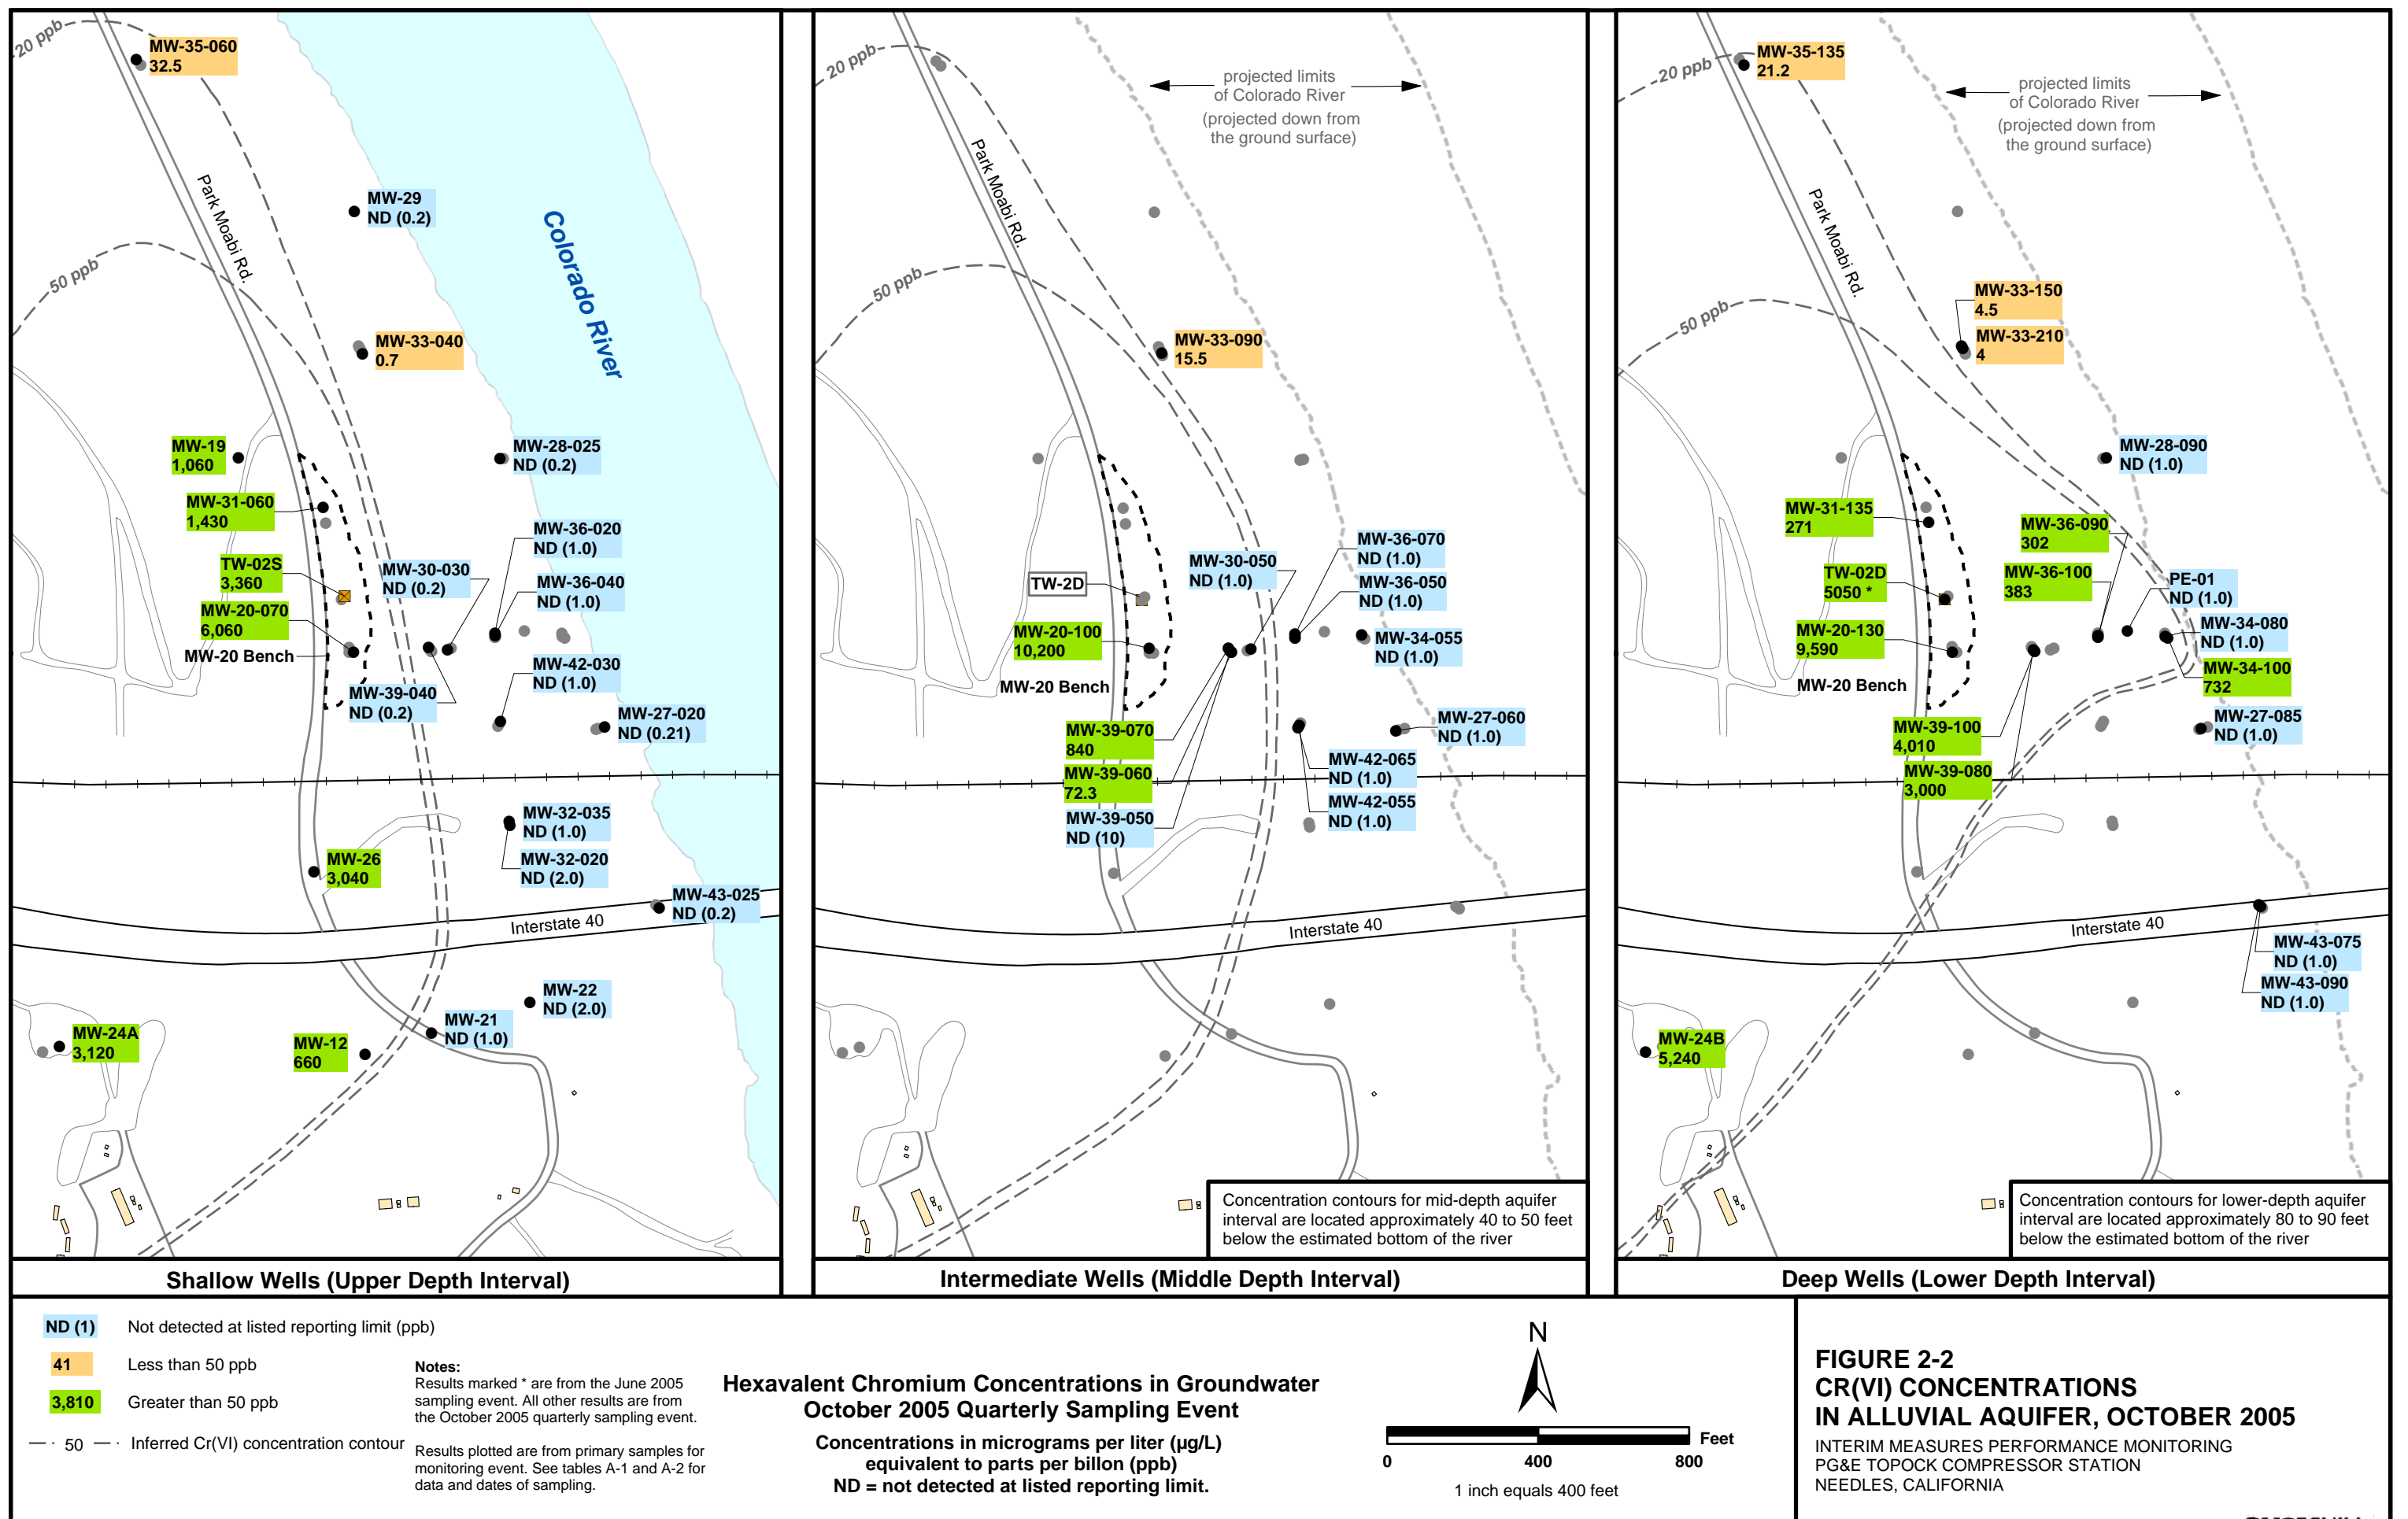 20 ppb
MW-35-060
32.5
Park Moabi Rd.
MW-29
ND (0.2)
Colorado River
50 ppb
MW-33-040
0.7
MW-19
1,060
MW-28-025
ND (0.2)
MW-31-060
1,430
MW-36-020
ND (1.0)
TW-02S
3,360
MW-30-030
ND (0.2)
MW-36-040
ND (1.0)
MW-20-070
6,060
MW-20 Bench
MW-42-030
ND (1.0)
MW-39-040
ND (0.2)
MW-27-020
ND (0.21)
MW-32-035
ND (1.0)
MW-32-020
ND (2.0)
MW-26
3,040
MW-43-025
ND (0.2)
Interstate 40
MW-22
ND (2.0)
MW-21
ND (1.0)
MW-24A
3,120
MW-12
660
Shallow Wells (Upper Depth Interval)
20 ppb
projected limits
of Colorado River
(projected down from
the ground surface)
Park Moabi Rd.
50 ppb
MW-33-090
15.5
MW-36-070
ND (1.0)
MW-30-050
ND (1.0)
TW-2D
MW-36-050
ND (1.0)
MW-20-100
10,200
MW-34-055
ND (1.0)
MW-20 Bench
MW-39-070
840
MW-27-060
ND (1.0)
MW-39-060
72.3
MW-42-065
ND (1.0)
MW-39-050
ND (10)
MW-42-055
ND (1.0)
Interstate 40
Concentration contours for mid-depth aquifer
interval are located approximately 40 to 50 feet
below the estimated bottom of the river
Intermediate Wells (Middle Depth Interval)
MW-35-135
21.2
20 ppb
projected limits
of Colorado River
(projected down from
the ground surface)
Park Moabi Rd.
50 ppb
MW-33-150
4.5
MW-33-210
4
MW-28-090
ND (1.0)
MW-31-135
271
MW-36-090
302
TW-02D
5050 *
MW-36-100
383
PE-01
ND (1.0)
MW-20-130
9,590
MW-34-080
ND (1.0)
MW-20 Bench
MW-34-100
732
MW-39-100
4,010
MW-27-085
ND (1.0)
MW-39-080
3,000
Interstate 40
MW-43-075
ND (1.0)
MW-43-090
ND (1.0)
MW-24B
5,240
Concentration contours for lower-depth aquifer
interval are located approximately 80 to 90 feet
below the estimated bottom of the river
Deep Wells (Lower Depth Interval)
ND (1) Not detected at listed reporting limit (ppb)
41 Less than 50 ppb
3,810 Greater than 50 ppb
50 Inferred Cr(VI) concentration contour
Notes:
Results marked * are from the June 2005
sampling event. All other results are from
the October 2005 quarterly sampling event.
Results plotted are from primary samples for
monitoring event. See tables A-1 and A-2 for
data and dates of sampling.
Hexavalent Chromium Concentrations in Groundwater
October 2005 Quarterly Sampling Event
Concentrations in micrograms per liter (µg/L)
equivalent to parts per billon (ppb)
ND = not detected at listed reporting limit.
N
Feet
0 400 800
1 inch equals 400 feet
FIGURE 2-2
CR(VI) CONCENTRATIONS
IN ALLUVIAL AQUIFER, OCTOBER 2005
INTERIM MEASURES PERFORMANCE MONITORING
PG&E TOPOCK COMPRESSOR STATION
NEEDLES, CALIFORNIA